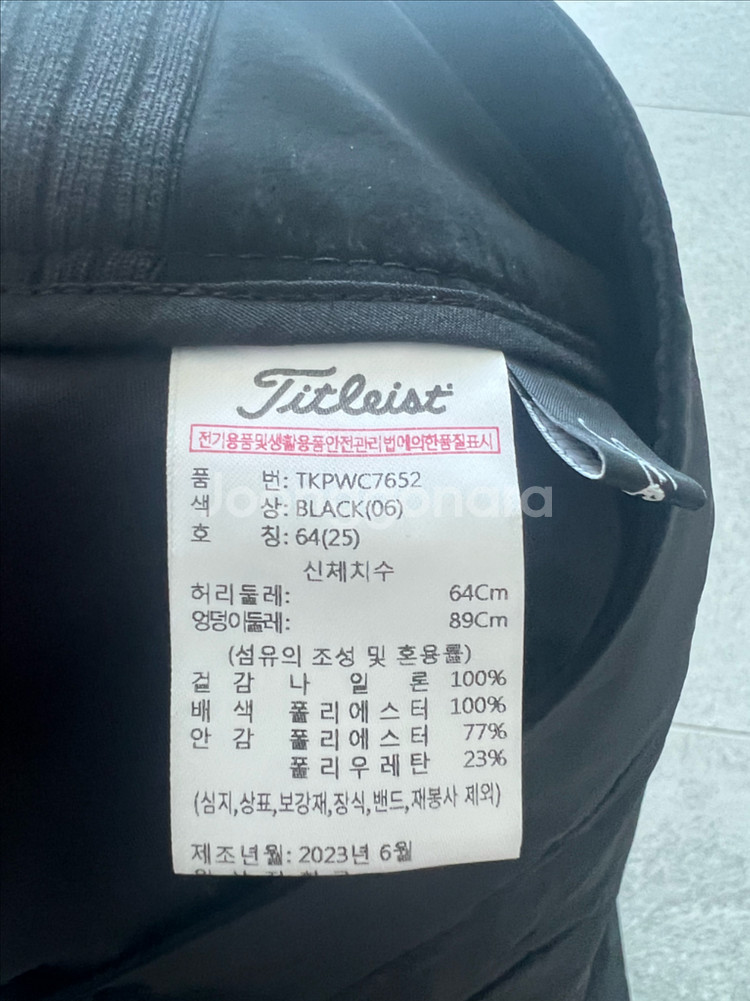 Titleist
전기용품및생활용품안전관리법에의한품질표시
품 번: TKPWC7652
색 상: BLACK(06)
Joonggonara
호 칭: 64(25)
신체치수
허리둘레: 64Cm
엉덩이둘레: 89Cm
(섬유의 조성 및 혼용률)
겉 감 나 일 론 100%
배 색 폴 리 에 스 터 100%
안 감 폴 리 에 스 터 77%
폴 리 우 레 탄 23%
(심지,상표,보강재,장식,밴드,재봉사 제외)
제조년월: 2023년 6월